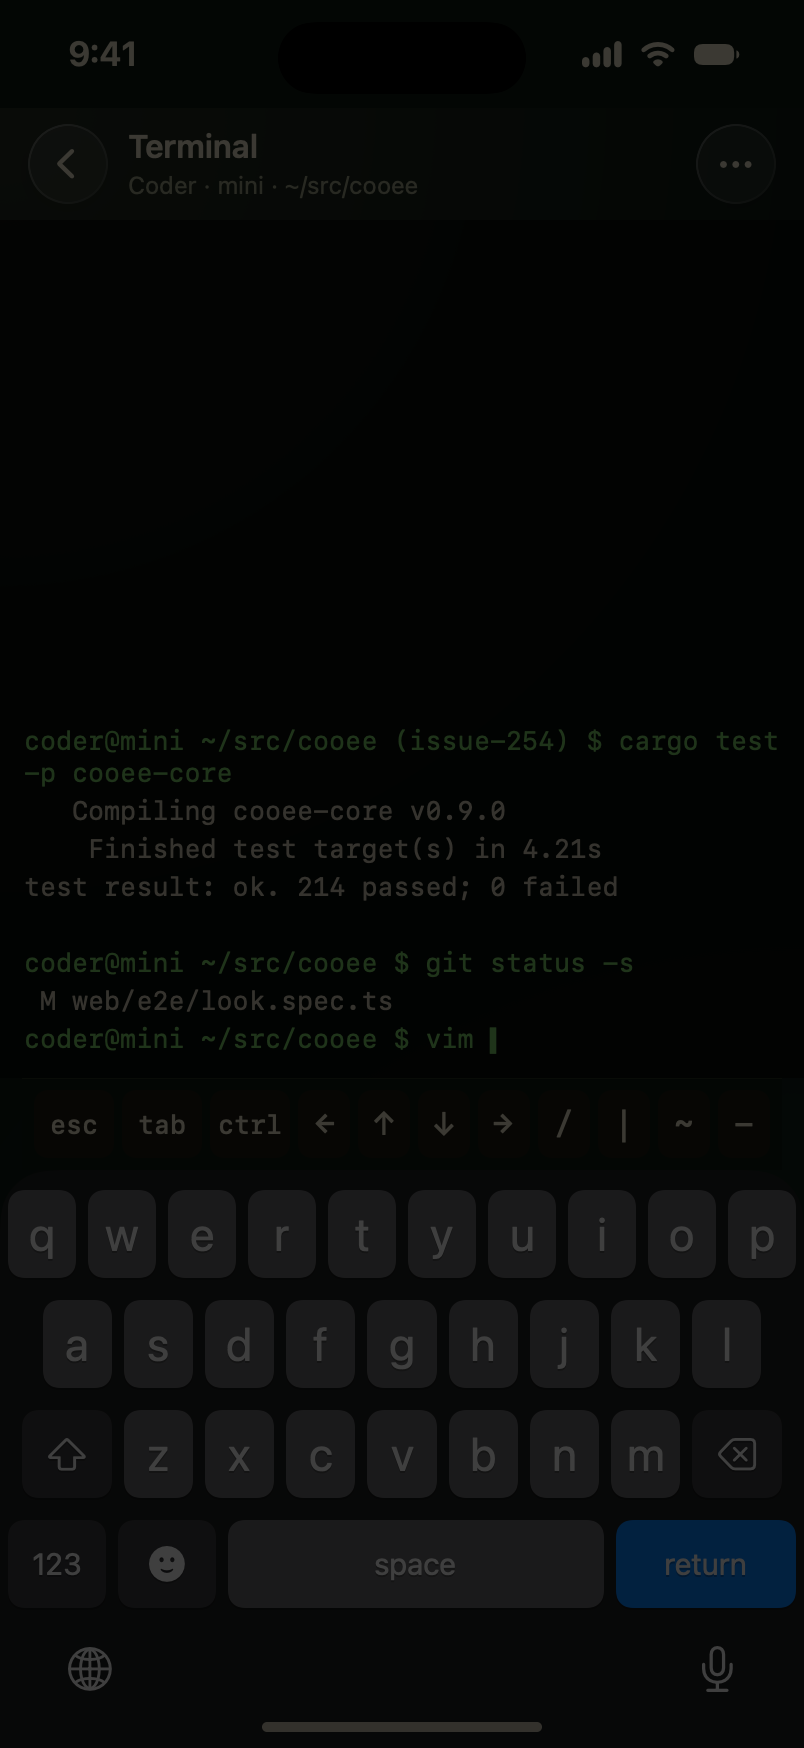 9:41
Terminal
Coder · mini · ~/src/cooee
coder@mini ~/src/cooee (issue-254) $ cargo test
-p cooee-core
   Compiling cooee-core v0.9.0
    Finished test target(s) in 4.21s
test result: ok. 214 passed; 0 failed
coder@mini ~/src/cooee $ git status -s
 M web/e2e/look.spec.ts
coder@mini ~/src/cooee $ vim
esc tab ctrl ← ↑ ↓ → / | ~ −
q w e r t y u i o p
a s d f g h j k l
z x c v b n m
123 space return